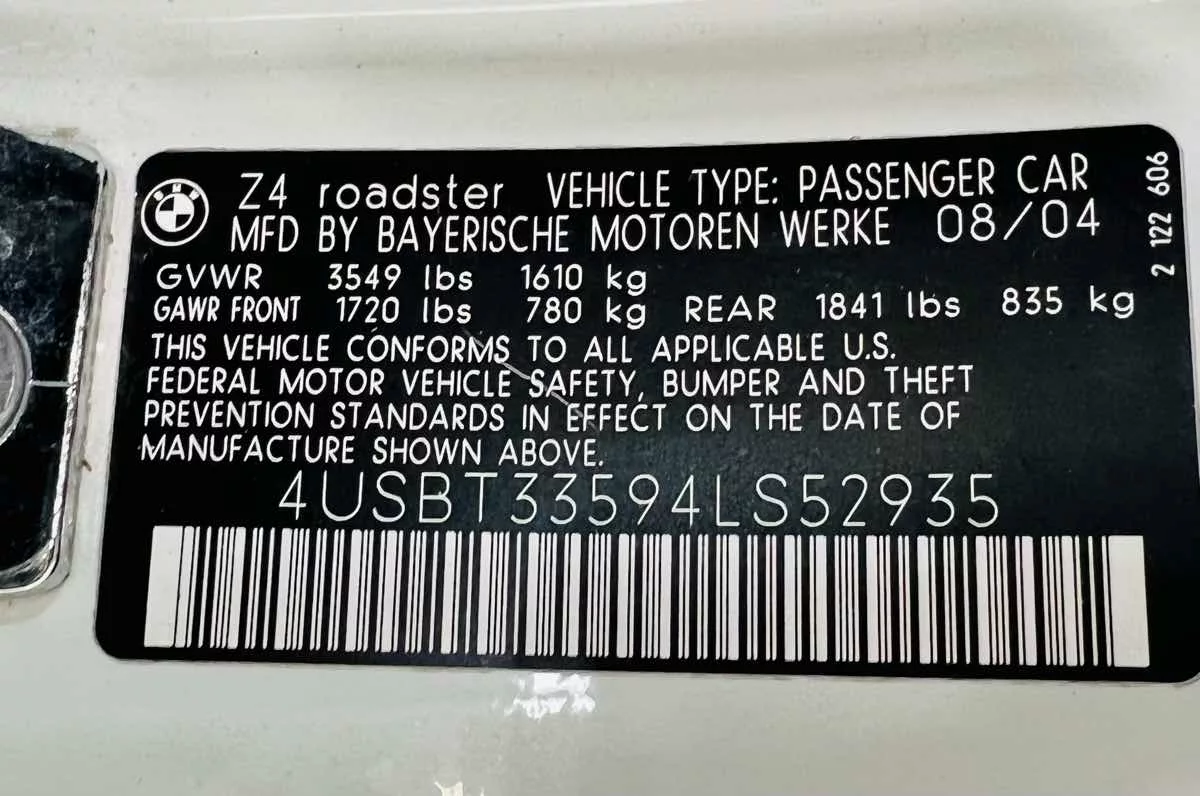 BMW
Z4 roadster VEHICLE TYPE: PASSENGER CAR
MFD BY BAYERISCHE MOTOREN WERKE 08/04
GVWR 3549 lbs 1610 kg
GAWR FRONT 1720 lbs 780 kg REAR 1841 lbs 835 kg
THIS VEHICLE CONFORMS TO ALL APPLICABLE U.S.
FEDERAL MOTOR VEHICLE SAFETY, BUMPER AND THEFT
PREVENTION STANDARDS IN EFFECT ON THE DATE OF
MANUFACTURE SHOWN ABOVE.
4USBT33594LS52935
2 122 606